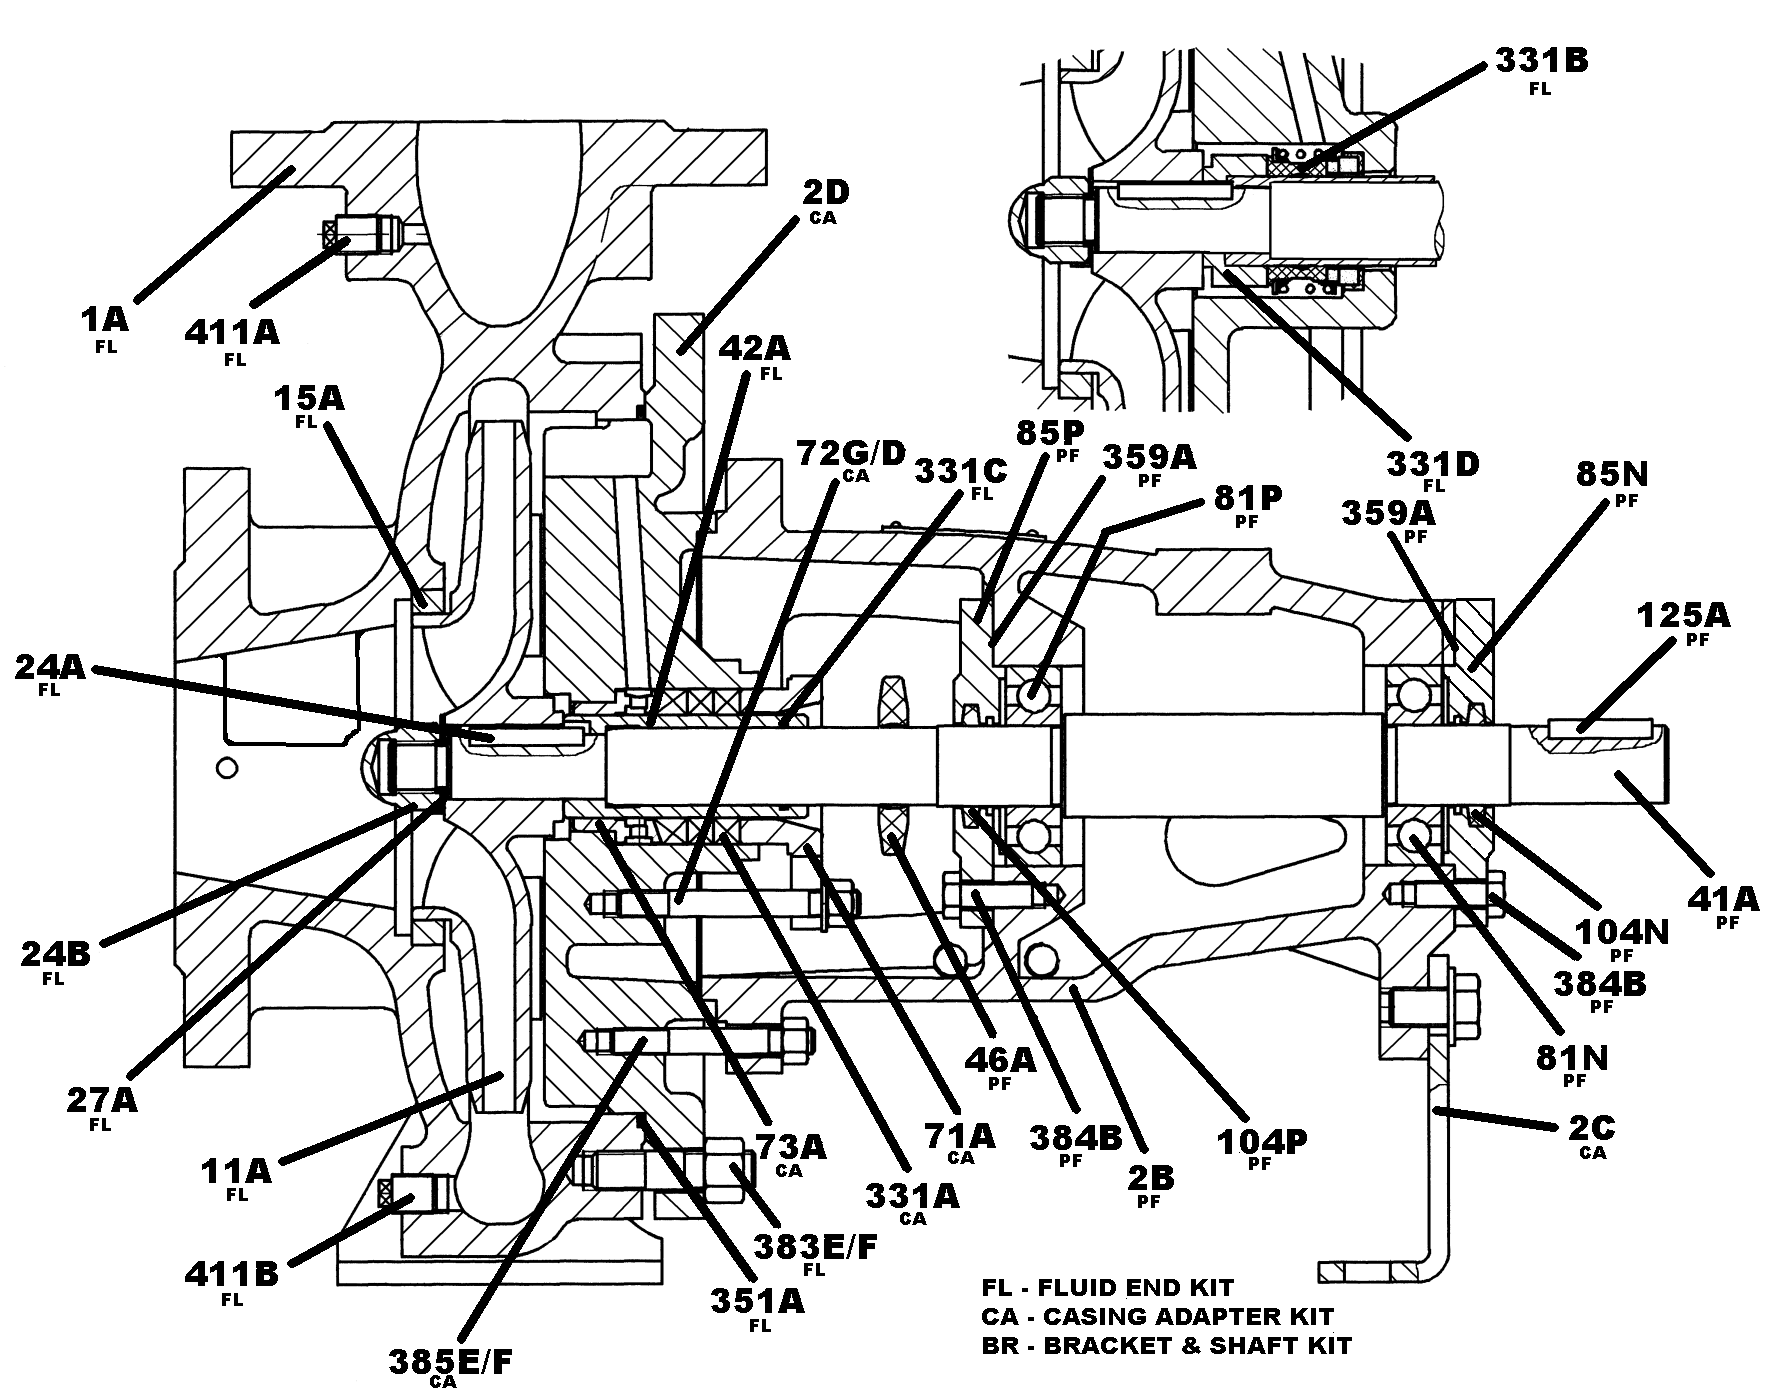 331B
FL
2D
CA
1A
FL
411A
FL
42A
FL
15A
FL
85P
PF
72G/D
CA
331C
FL
359A
PF
331D
FL
85N
PF
81P
PF
359A
PF
125A
PF
24A
FL
41A
PF
24B
FL
104N
PF
384B
PF
81N
PF
46A
PF
27A
FL
2C
CA
71A
CA
384B
PF
104P
PF
73A
CA
11A
FL
2B
PF
331A
CA
383E/F
FL
411B
FL
351A
FL
385E/F
CA
FL - FLUID END KIT
CA - CASING ADAPTER KIT
BR - BRACKET & SHAFT KIT